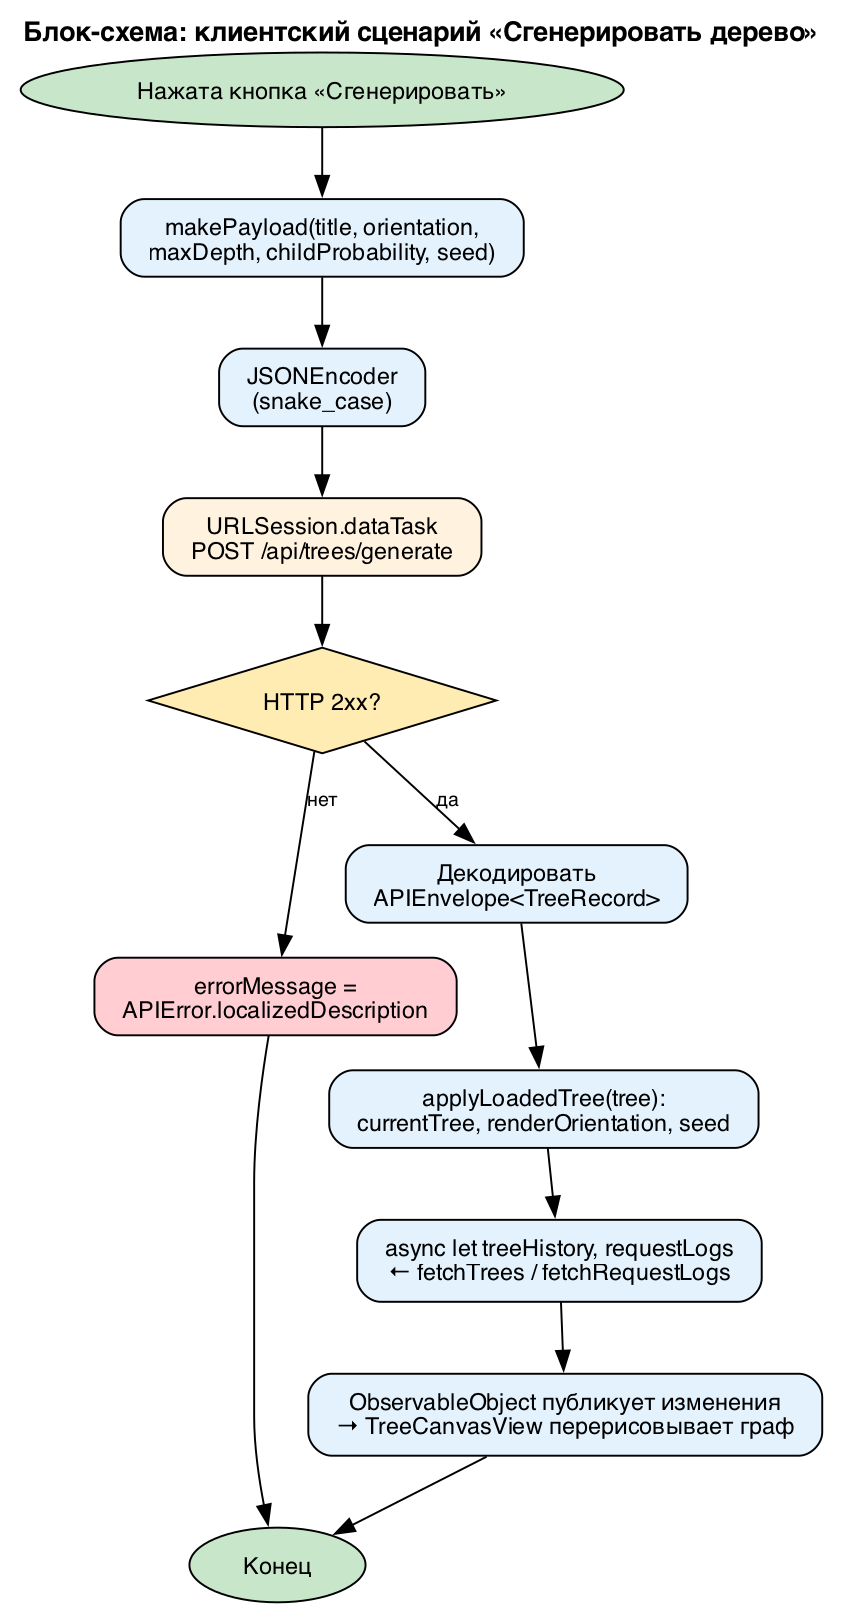 Блок-схема: клиентский сценарий «Сгенерировать дерево»
Нажата кнопка «Сгенерировать»
makePayload(title, orientation,
maxDepth, childProbability, seed)
JSONEncoder
(snake_case)
URLSession.dataTask
POST /api/trees/generate
HTTP 2xx?
нет
да
Декодировать
APIEnvelope<TreeRecord>
errorMessage =
APIError.localizedDescription
applyLoadedTree(tree):
currentTree, renderOrientation, seed
async let treeHistory, requestLogs
← fetchTrees / fetchRequestLogs
ObservableObject публикует изменения
→ TreeCanvasView перерисовывает граф
Конец